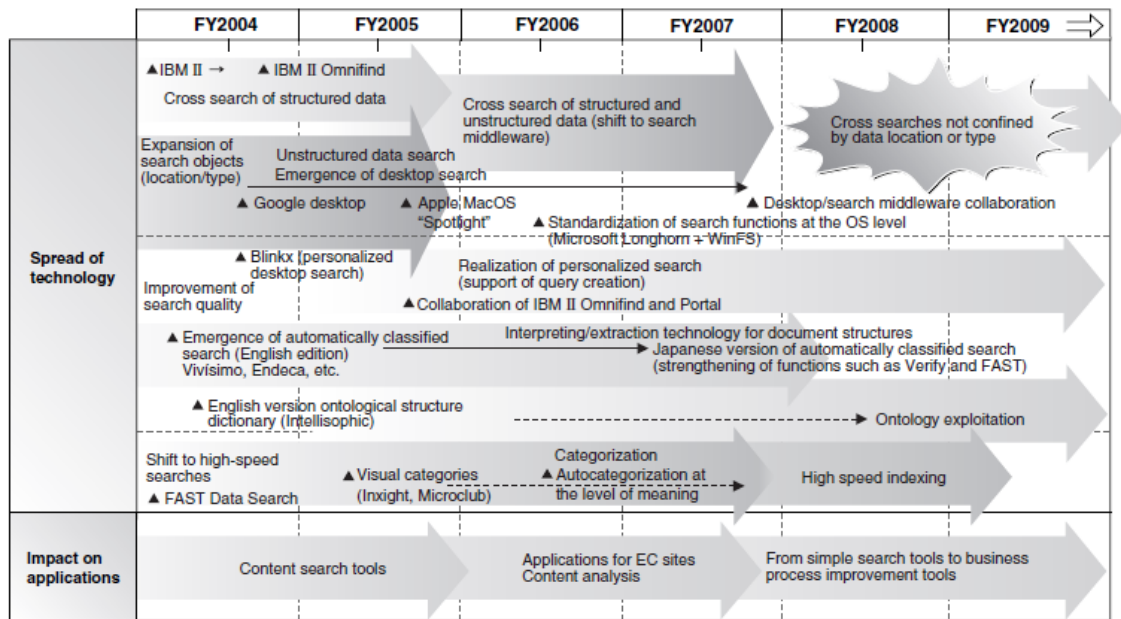 FY2004 FY2005 FY2006 FY2007 FY2008 FY2009
Spread of
technology
▲IBM II → ▲ IBM II Omnifind
Cross search of structured data
Cross search of structured and
unstructured data (shift to search
middleware)
Cross searches not confined
by data location or type
Expansion of
search objects
(location/type)
Unstructured data search
Emergence of desktop search
▲ Google desktop
▲ Apple MacOS
“Spotlight”
▲ Desktop/search middleware collaboration
▲ Standardization of search functions at the OS level
(Microsoft Longhorn + WinFS)
▲ Blinkx (personalized
desktop search)
Improvement of
search quality
Realization of personalized search
(support of query creation)
▲ Collaboration of IBM II Omnifind and Portal
▲ Emergence of automatically classified
search (English edition)
Vivísimo, Endeca, etc.
Interpreting/extraction technology for document structures
▲ Japanese version of automatically classified search
(strengthening of functions such as Verify and FAST)
▲ English version ontological structure
dictionary (Intellisophic)
▲ Ontology exploitation
Shift to high-speed
searches
▲ FAST Data Search
▲ Visual categories
(Inxight, Microclub)
Categorization
▲ Autocategorization at
the level of meaning
High speed indexing
Impact on
applications
Content search tools
Applications for EC sites
Content analysis
From simple search tools to business
process improvement tools